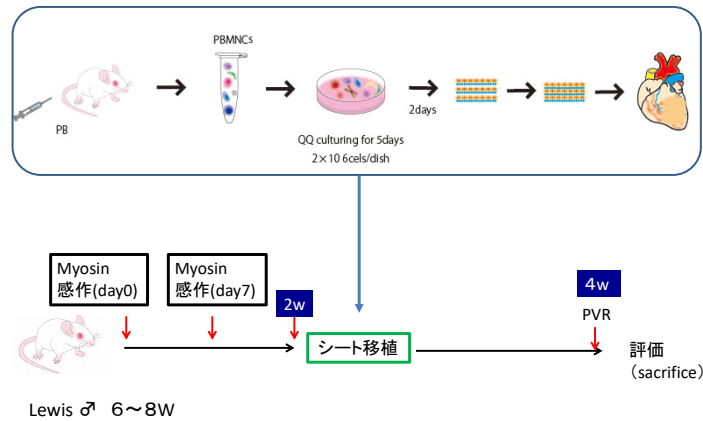 PBMNCs
PB
2days
QQ culturing for 5days
2×10 6cels/dish
Myosin
感作(day0)
Myosin
感作(day7)
2w
4w
PVR
シート移植
評価
(sacrifice)
Lewis ♂ 6～8W